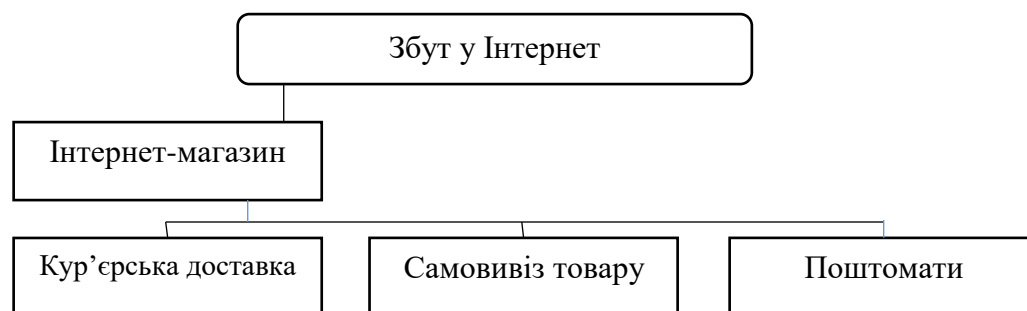 Збут у Інтернет
Інтернет-магазин
Кур’єрська доставка
Самовивіз товару
Поштомати